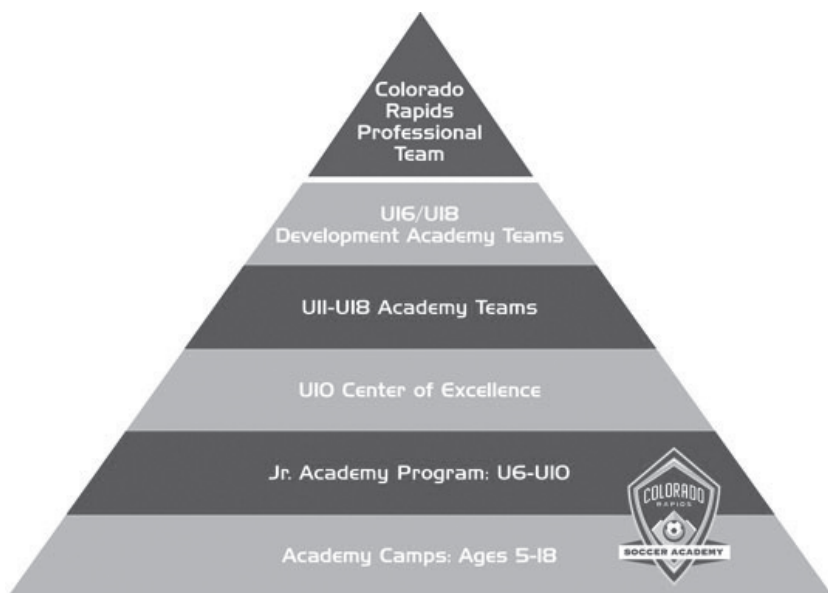 Colorado
Rapids
Professional
Team
U16/U18
Development Academy Teams
U11-U18 Academy Teams
U10 Center of Excellence
Jr. Academy Program: U6-U10
Academy Camps: Ages 5-18
COLORADO
RAPIDS
SOCCER ACADEMY